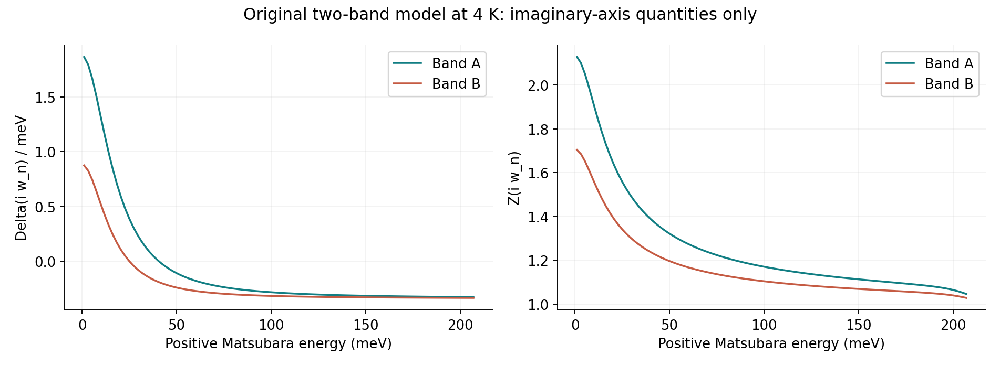 Original two-band model at 4 K: imaginary-axis quantities only
Delta(i w_n) / meV
1.5
1.0
0.5
0.0
Band A
Band B
0 50 100 150 200
Positive Matsubara energy (meV)
Z(i w_n)
2.0
1.8
1.6
1.4
1.2
1.0
Band A
Band B
0 50 100 150 200
Positive Matsubara energy (meV)